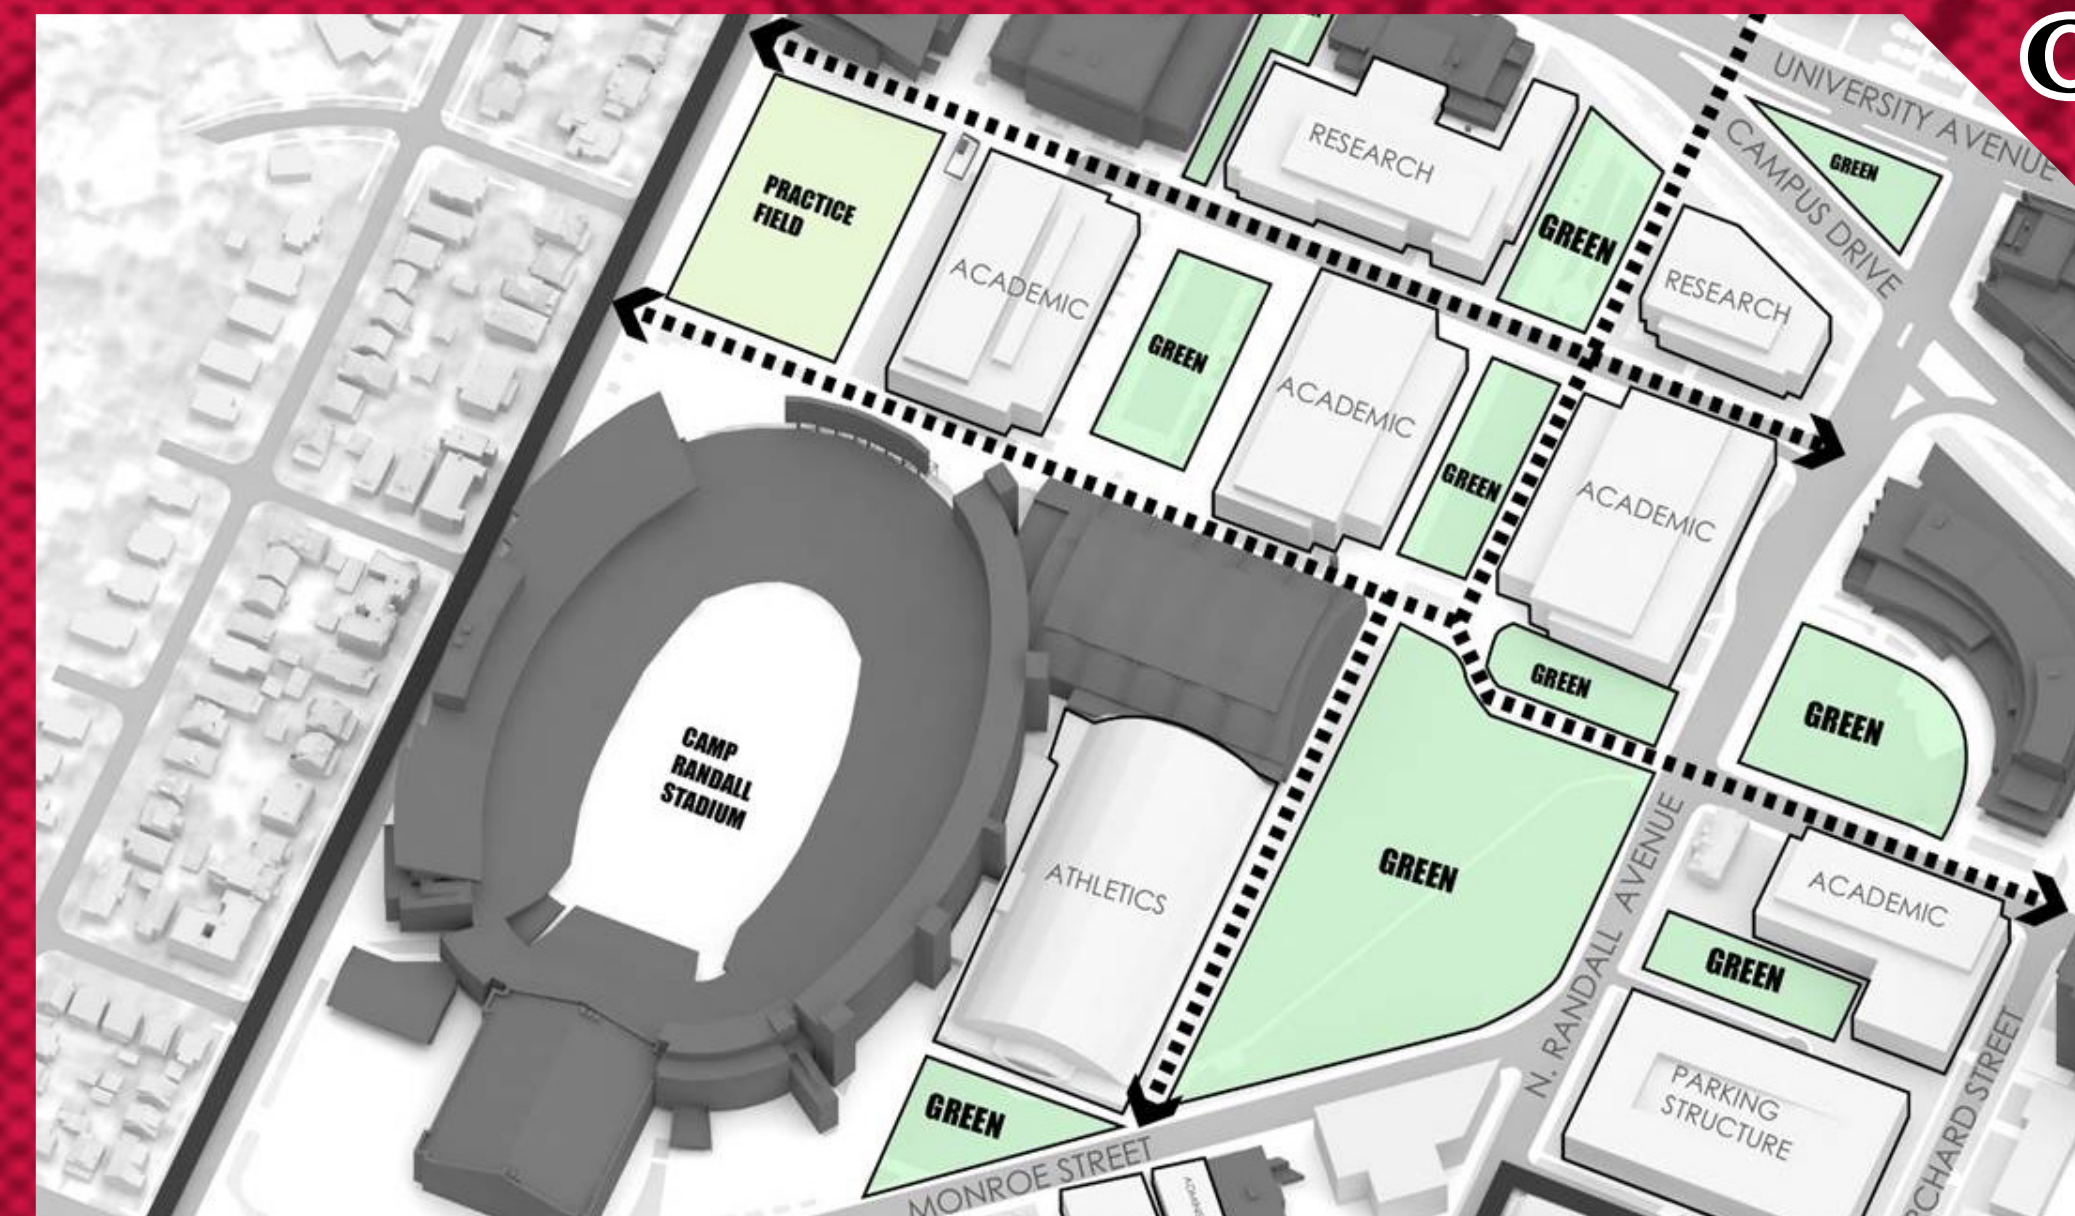 UNIVERSITY AVENUE
CAMPUS DRIVE
GREEN
RESEARCH
GREEN
RESEARCH
PRACTICE
FIELD
ACADEMIC
GREEN
ACADEMIC
GREEN
ACADEMIC
GREEN
GREEN
CAMP
RANDALL
STADIUM
ATHLETICS
GREEN
N. RANDALL AVENUE
ACADEMIC
GREEN
PARKING
STRUCTURE
GREEN
MONROE STREET